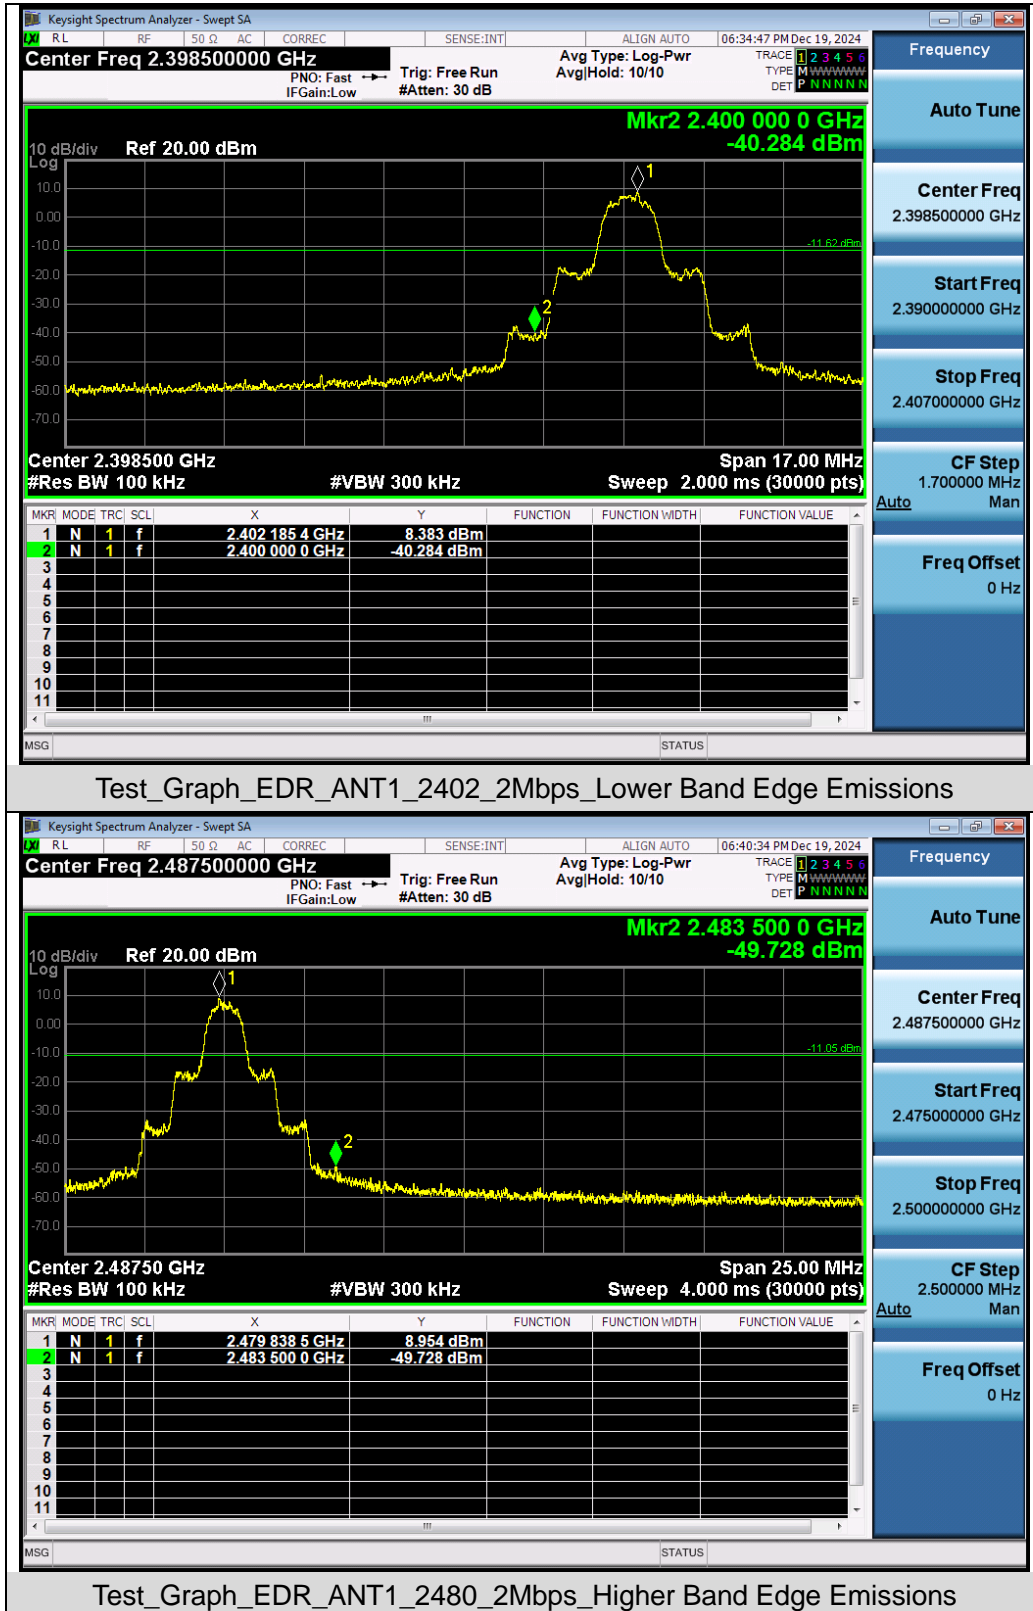 Keysight Spectrum Analyzer - Swept SA
LXI RL RF 50 Ω AC CORREC SENSE:INT ALIGN AUTO 06:34:47 PM Dec 19, 2024
Center Freq 2.398500000 GHz
PNO: Fast
IFGain:Low
Trig: Free Run
#Atten: 30 dB
Avg Type: Log-Pwr
Avg|Hold: 10/10
TRACE 1 2 3 4 5 6
TYPE M WWWWW
DET P N N N N N
Mkr2 2.400 000 0 GHz
-40.284 dBm
10 dB/div Ref 20.00 dBm
Log
10.0
0.00
-10.0
-20.0
-30.0
-40.0
-50.0
-60.0
-70.0
1
-11.62 dBm
2
Center 2.398500 GHz Span 17.00 MHz
#Res BW 100 kHz #VBW 300 kHz Sweep 2.000 ms (30000 pts)
MKR MODE TRC SCL X Y FUNCTION FUNCTION WIDTH FUNCTION VALUE
1 N 1 f 2.402 185 4 GHz 8.383 dBm
2 N 1 f 2.400 000 0 GHz -40.284 dBm
3
4
5
6
7
8
9
10
11
MSG STATUS
Frequency
Auto Tune
Center Freq
2.398500000 GHz
Start Freq
2.390000000 GHz
Stop Freq
2.407000000 GHz
CF Step
1.700000 MHz
Auto Man
Freq Offset
0 Hz
Test_Graph_EDR_ANT1_2402_2Mbps_Lower Band Edge Emissions
Keysight Spectrum Analyzer - Swept SA
LXI RL RF 50 Ω AC CORREC SENSE:INT ALIGN AUTO 06:40:34 PM Dec 19, 2024
Center Freq 2.487500000 GHz
PNO: Fast
IFGain:Low
Trig: Free Run
#Atten: 30 dB
Avg Type: Log-Pwr
Avg|Hold: 10/10
TRACE 1 2 3 4 5 6
TYPE M WWWWW
DET P N N N N N
Mkr2 2.483 500 0 GHz
-49.728 dBm
10 dB/div Ref 20.00 dBm
Log
10.0
0.00
-10.0
-20.0
-30.0
-40.0
-50.0
-60.0
-70.0
1
-11.05 dBm
2
Center 2.48750 GHz Span 25.00 MHz
#Res BW 100 kHz #VBW 300 kHz Sweep 4.000 ms (30000 pts)
MKR MODE TRC SCL X Y FUNCTION FUNCTION WIDTH FUNCTION VALUE
1 N 1 f 2.479 838 5 GHz 8.954 dBm
2 N 1 f 2.483 500 0 GHz -49.728 dBm
3
4
5
6
7
8
9
10
11
MSG STATUS
Frequency
Auto Tune
Center Freq
2.487500000 GHz
Start Freq
2.475000000 GHz
Stop Freq
2.500000000 GHz
CF Step
2.500000 MHz
Auto Man
Freq Offset
0 Hz
Test_Graph_EDR_ANT1_2480_2Mbps_Higher Band Edge Emissions